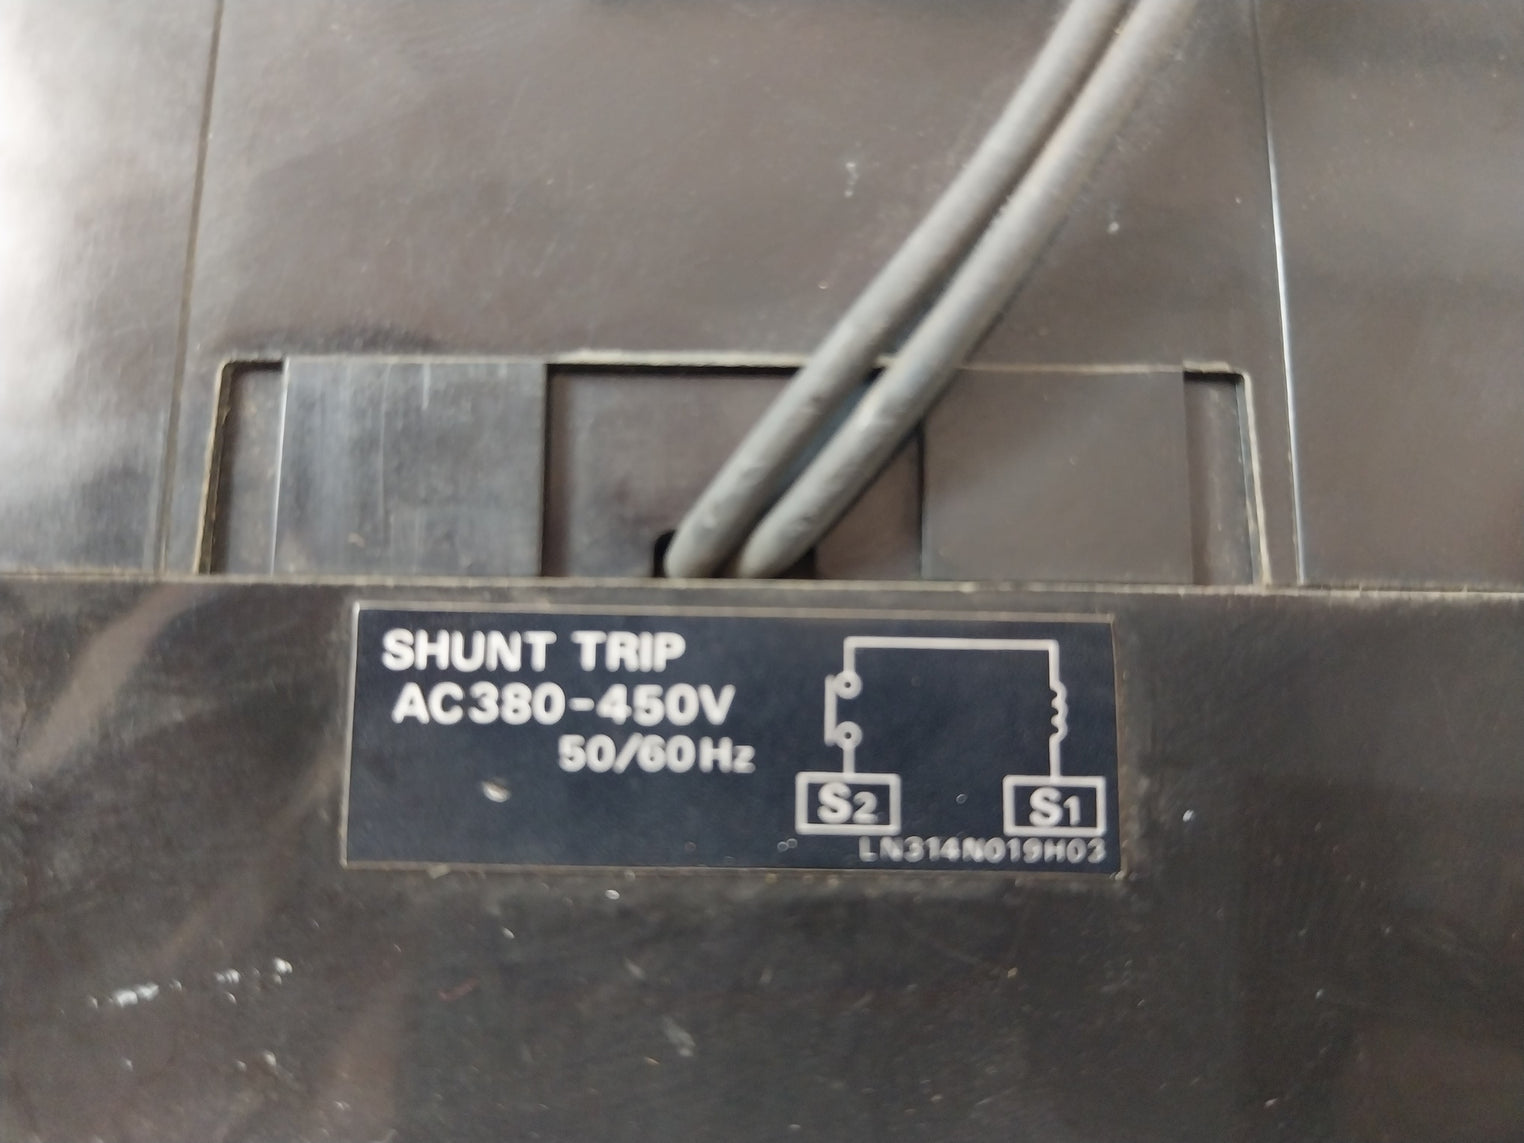 SHUNT TRIP
AC380-450V
50/60Hz
S2
S1
LN314N019H03